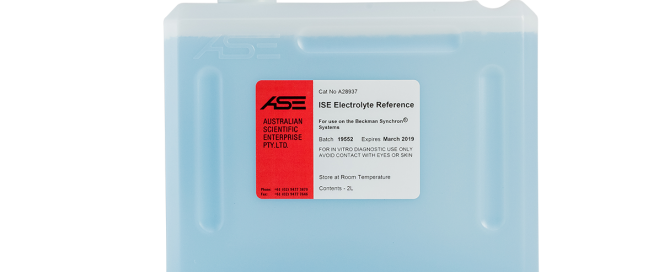 ASE
ASE
AUSTRALIAN
SCIENTIFIC
ENTERPRISE
PTY.LTD.
Cat No A28937
ISE Electrolyte Reference
For use on the Beckman Synchron®
Systems
Batch 19552 Expires March 2019
FOR IN VITRO DIAGNOSTIC USE ONLY
AVOID CONTACT WITH EYES OR SKIN
Store at Room Temperature
Contents - 2L
Phone:
Fax: